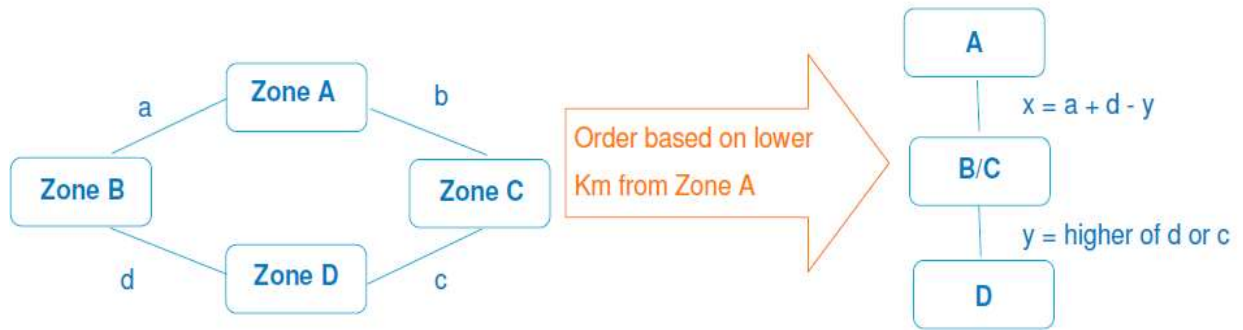 A
Zone A
a
b
x = a + d - y
Order based on lower
Km from Zone A
Zone B
Zone C
B/C
y = higher of d or c
d
Zone D
c
D